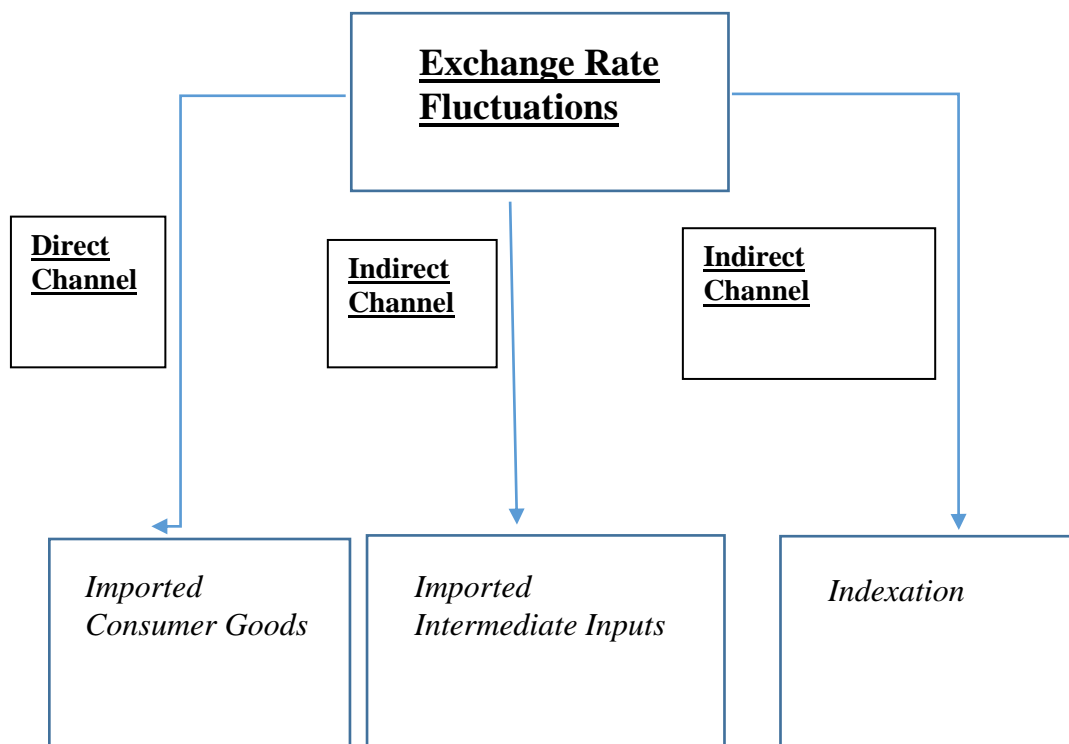 Exchange Rate
Fluctuations
Direct
Channel
Indirect
Channel
Indirect
Channel
Imported
Consumer Goods
Imported
Intermediate Inputs
Indexation